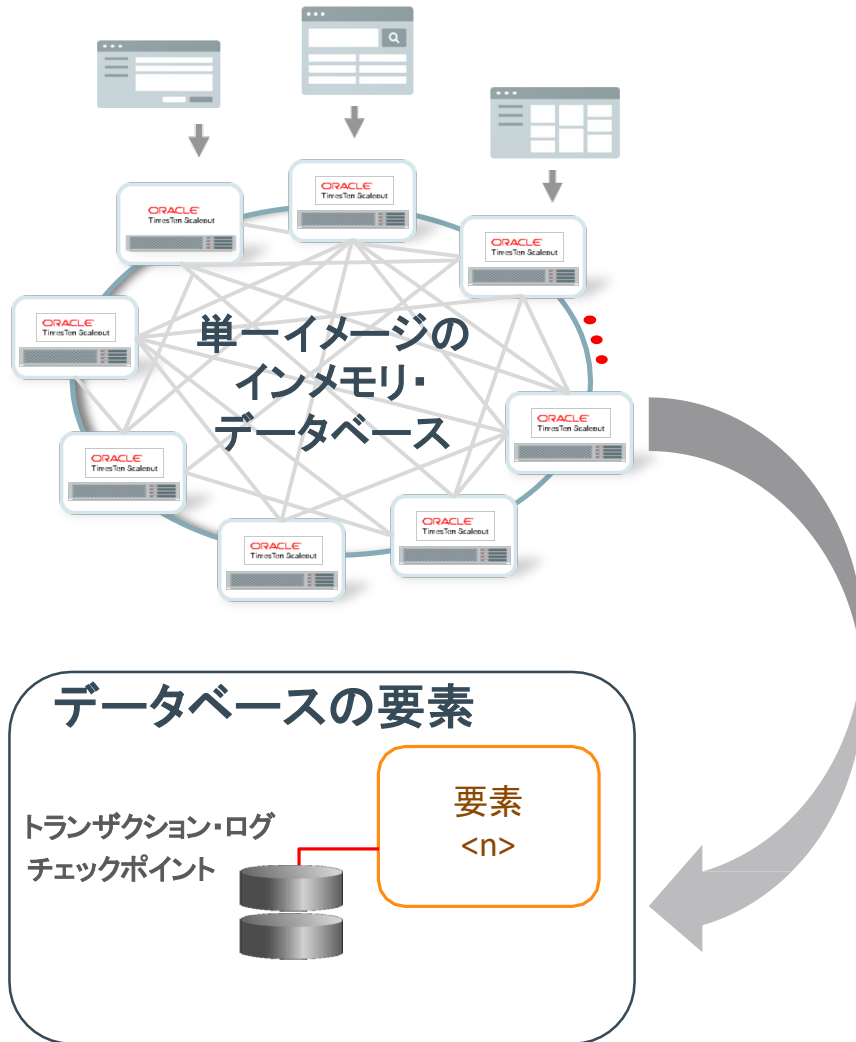 ORACLE
TimesTen Scaleout
ORACLE
TimesTen Scaleout
ORACLE
TimesTen Scaleout
ORACLE
TimesTen Scaleout
ORACLE
TimesTen Scaleout
ORACLE
TimesTen Scaleout
ORACLE
TimesTen Scaleout
ORACLE
TimesTen Scaleout
単一イメージの
インメモリ・
データベース
データベースの要素
トランザクション・ログ
チェックポイント
要素
<n>